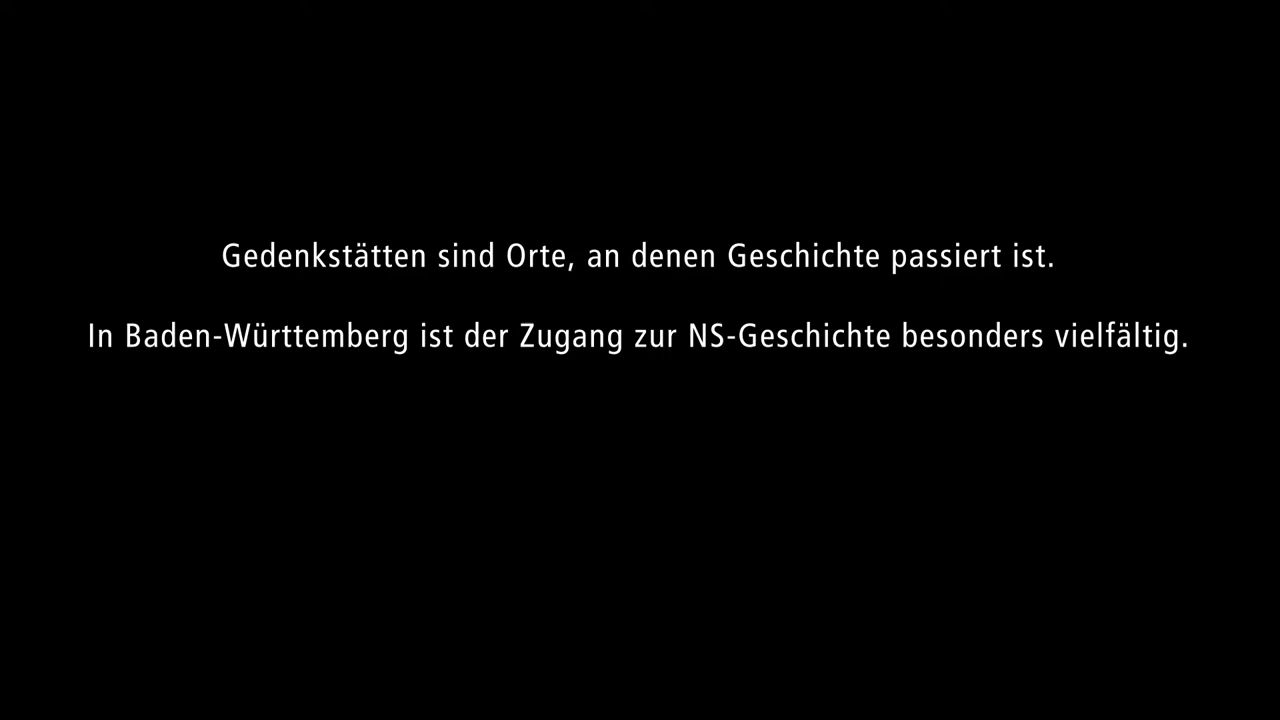 Gedenkstätten sind Orte, an denen Geschichte passiert ist.
In Baden-Württemberg ist der Zugang zur NS-Geschichte besonders vielfältig.